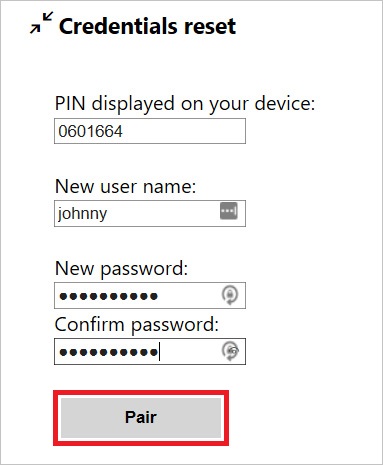 Credentials reset
PIN displayed on your device:
0601664
New user name:
johnny
New password:
●●●●●●●●●●
Confirm password:
●●●●●●●●●●
Pair